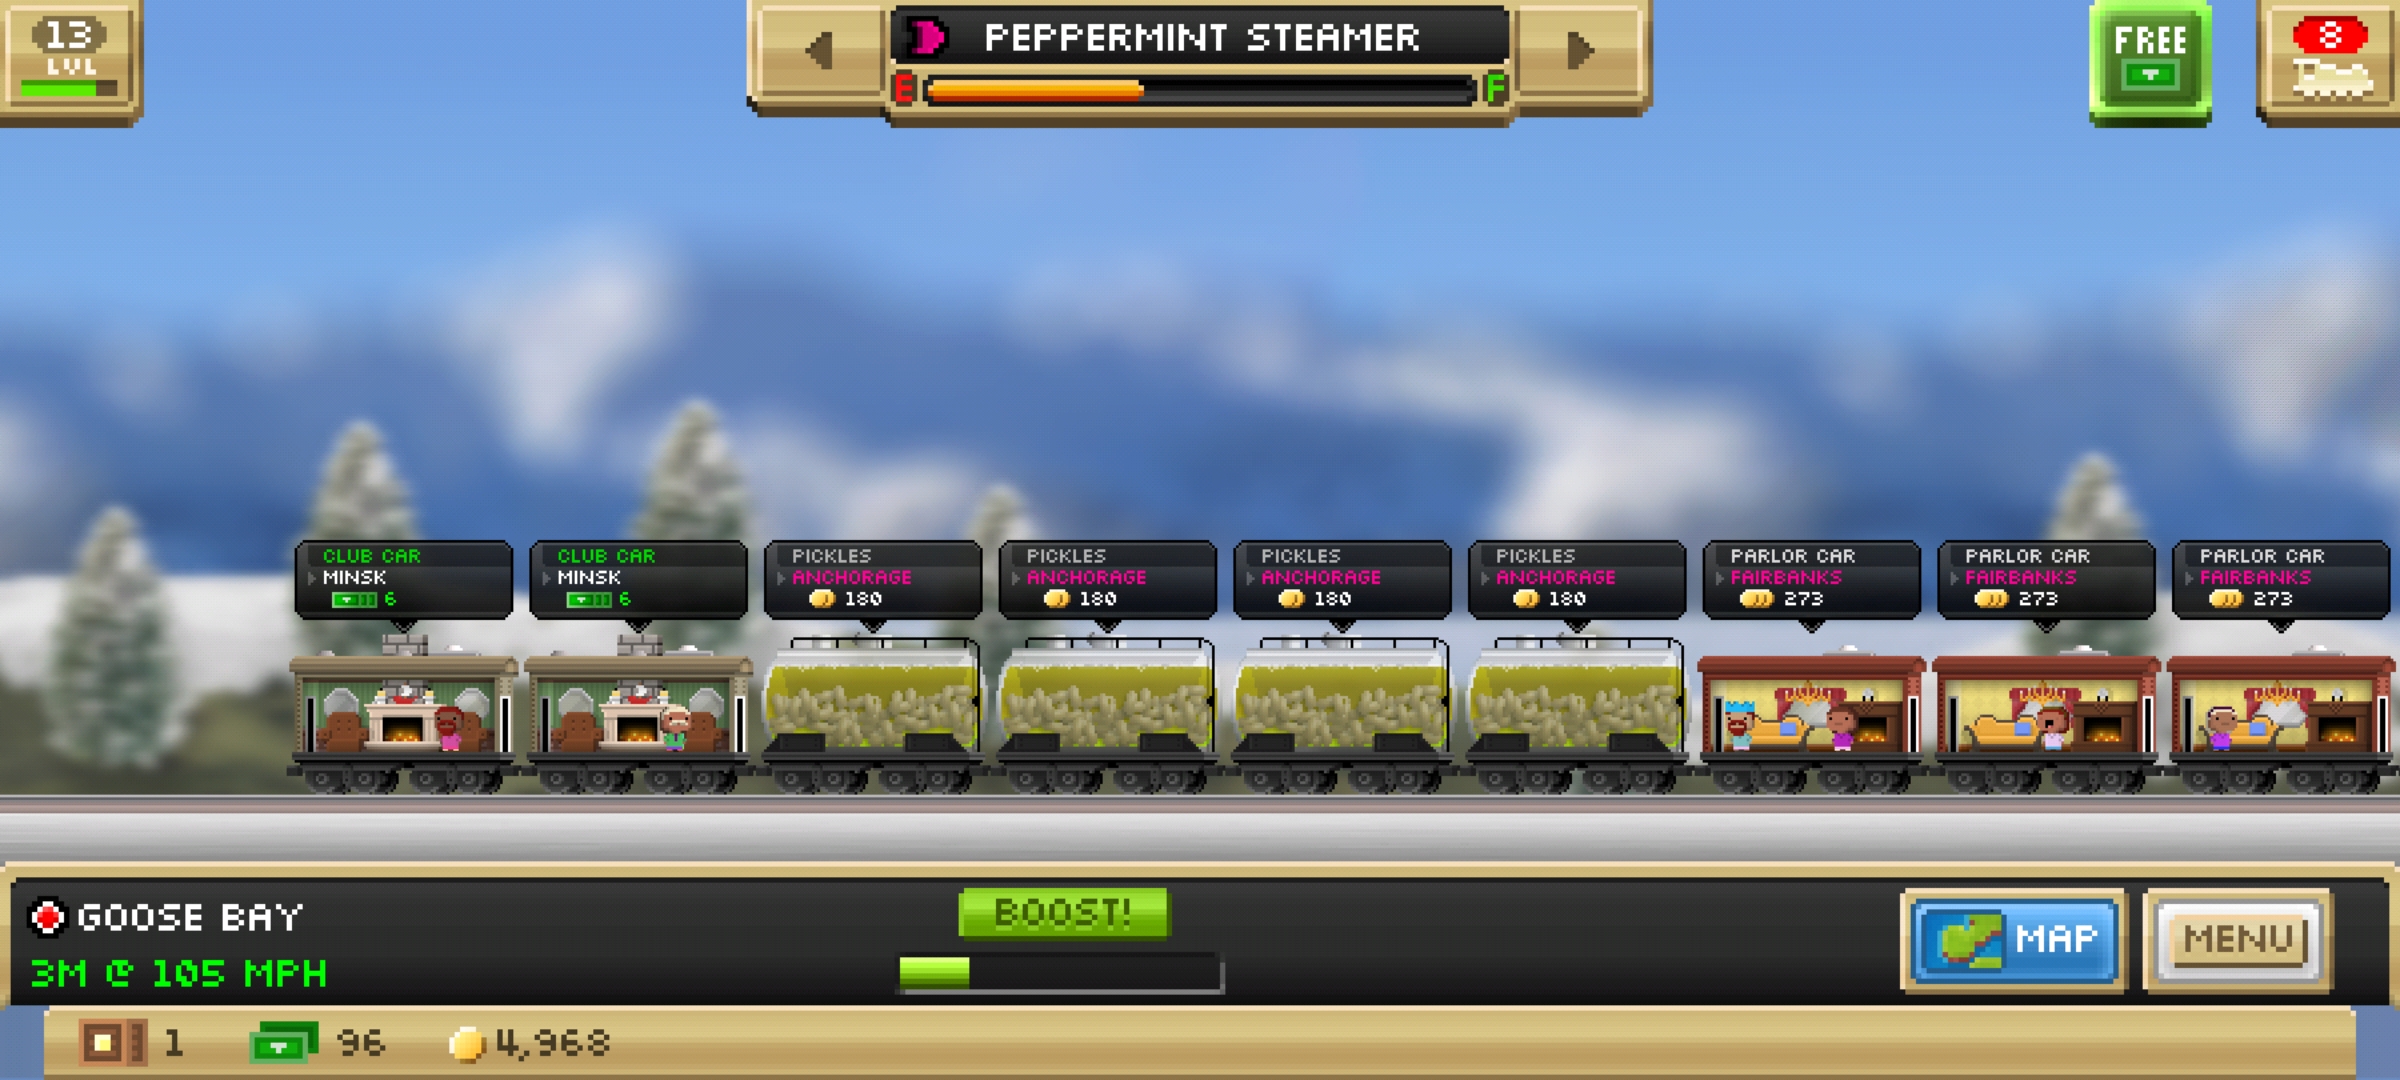 13
LVL
PEPPERMINT STEAMER
E
F
FREE
8
CLUB CAR
MINSK
6
CLUB CAR
MINSK
6
PICKLES
ANCHORAGE
180
PICKLES
ANCHORAGE
180
PICKLES
ANCHORAGE
180
PICKLES
ANCHORAGE
180
PARLOR CAR
FAIRBANKS
273
PARLOR CAR
FAIRBANKS
273
PARLOR CAR
FAIRBANKS
273
GOOSE BAY
3M @ 105 MPH
BOOST!
MAP
MENU
1
96
4,968